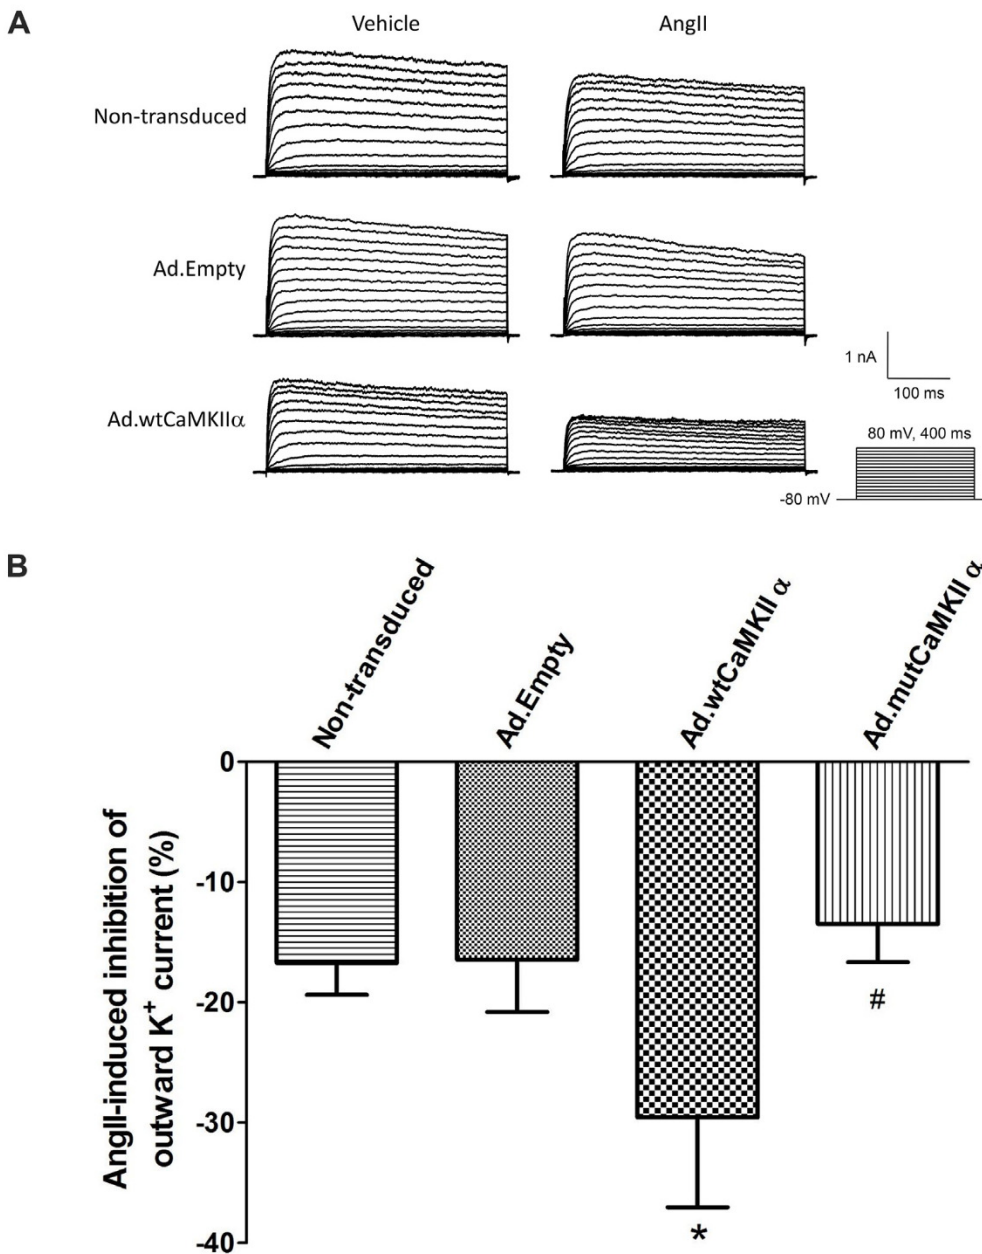 A
Vehicle
AngII
Non-transduced
Ad.Empty
Ad.wtCaMKIIα
1 nA
100 ms
80 mV, 400 ms
-80 mV
B
Non-transduced
Ad.Empty
Ad.wtCaMKII α
Ad.mutCaMKII α
AngII-induced inhibition of
outward K⁺ current (%)
0
-10
-20
-30
-40
#
*